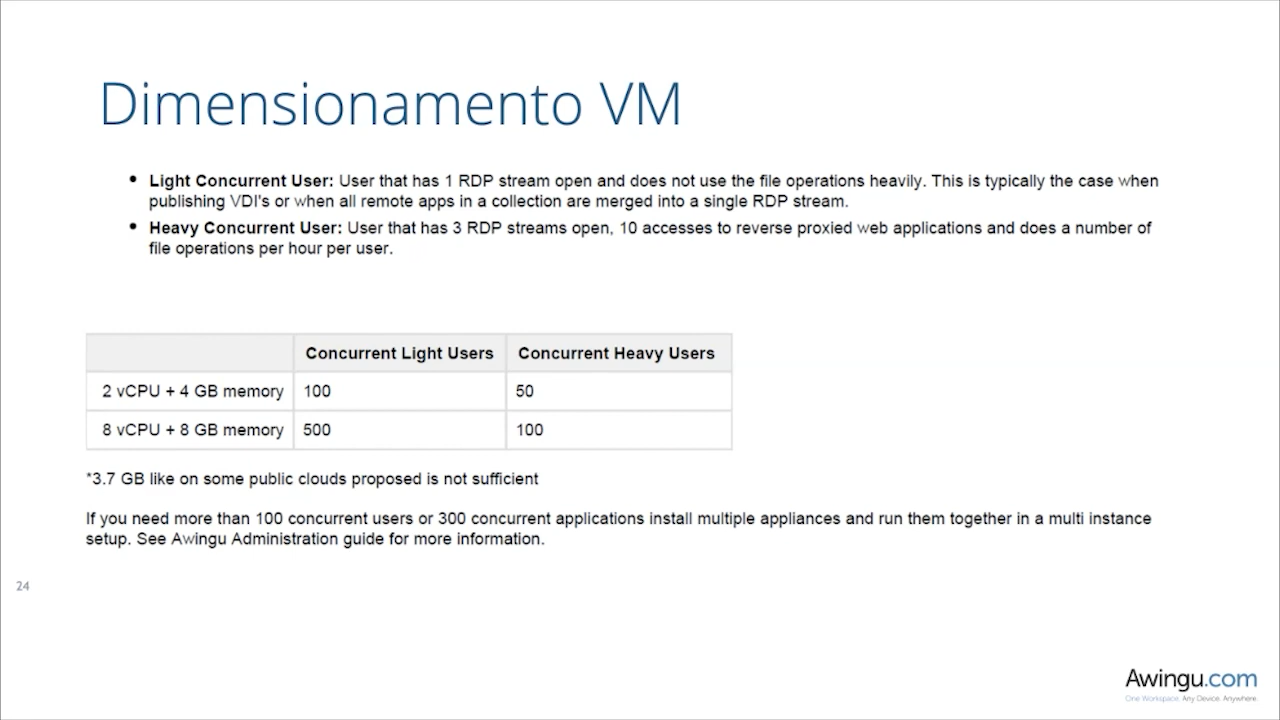 Dimensionamento VM
• Light Concurrent User: User that has 1 RDP stream open and does not use the file operations heavily. This is typically the case when
publishing VDI's or when all remote apps in a collection are merged into a single RDP stream.
• Heavy Concurrent User: User that has 3 RDP streams open, 10 accesses to reverse proxied web applications and does a number of
file operations per hour per user.
Concurrent Light Users Concurrent Heavy Users
2 vCPU + 4 GB memory 100 50
8 vCPU + 8 GB memory 500 100
*3.7 GB like on some public clouds proposed is not sufficient
If you need more than 100 concurrent users or 300 concurrent applications install multiple appliances and run them together in a multi instance
setup. See Awingu Administration guide for more information.
24
Awingu.com
One Workspace. Any Device. Anywhere.